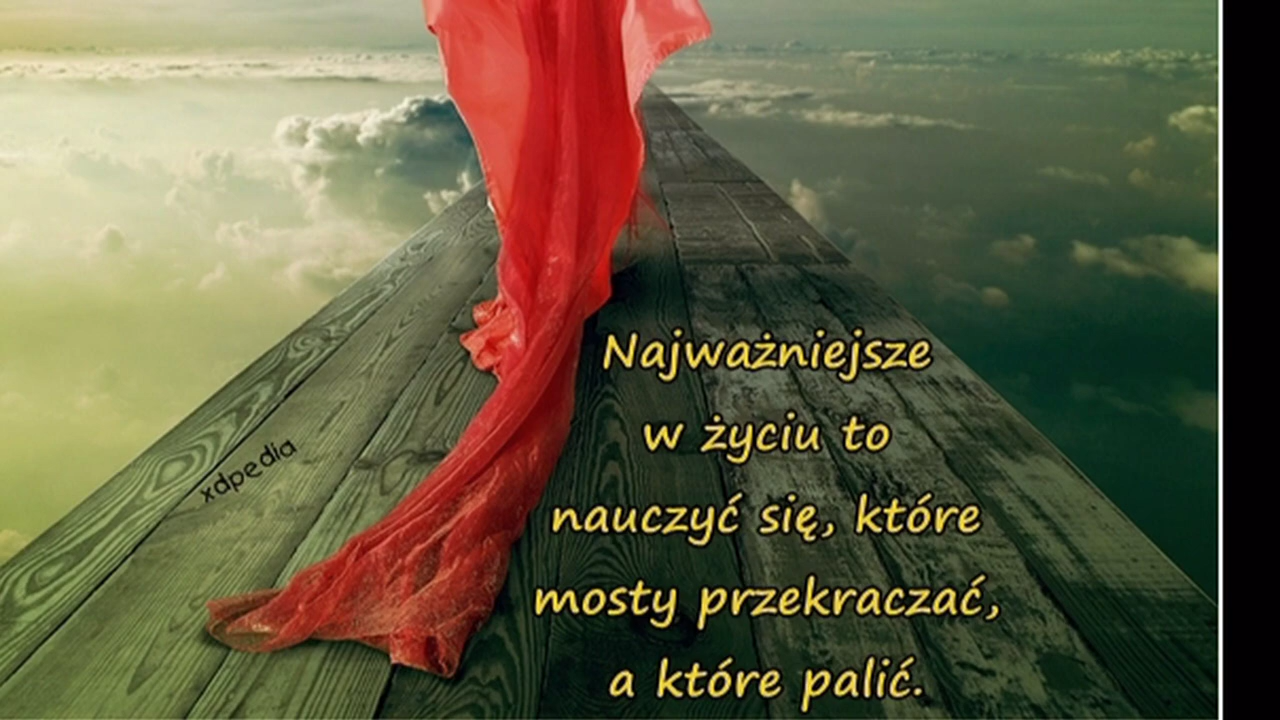 xdpedia
Najważniejsze
w życiu to
nauczyć się, które
mosty przekraczać,
a które palić.